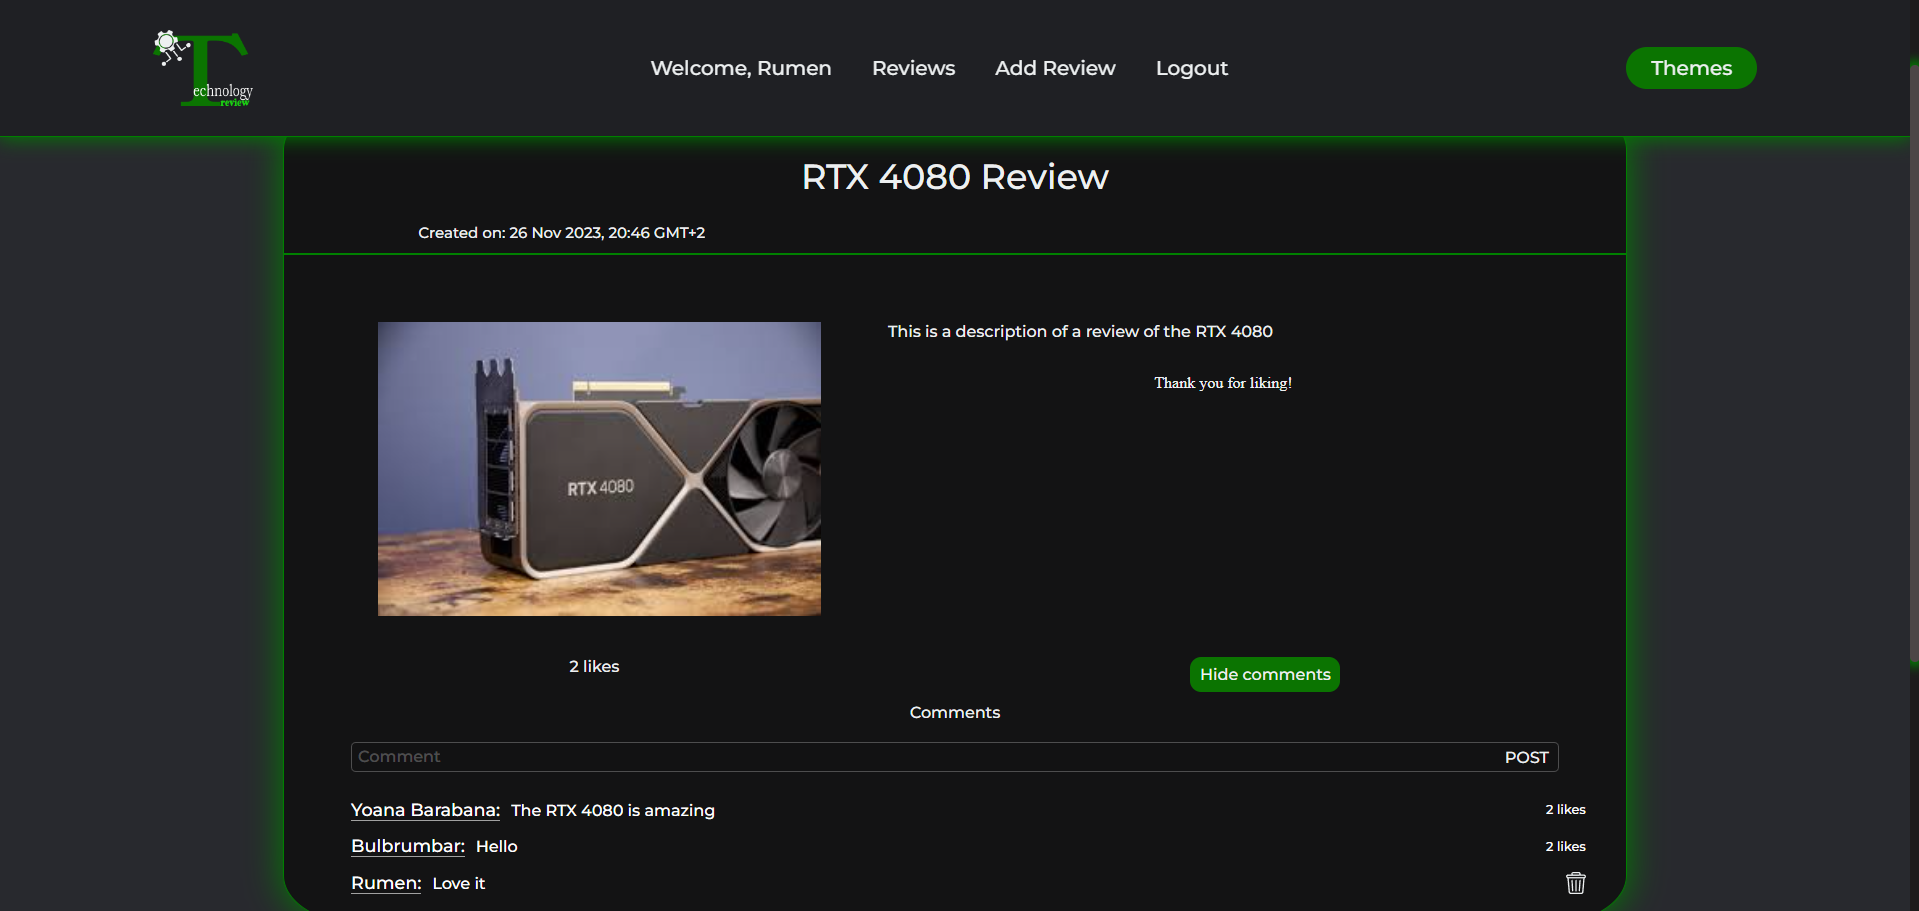 Technology
review
Welcome, Rumen
Reviews
Add Review
Logout
Themes
RTX 4080 Review
Created on: 26 Nov 2023, 20:46 GMT+2
RTX 4080
This is a description of a review of the RTX 4080
Thank you for liking!
2 likes
Hide comments
Comments
Comment
POST
Yoana Barabana: The RTX 4080 is amazing
2 likes
Bulbrumbar: Hello
2 likes
Rumen: Love it